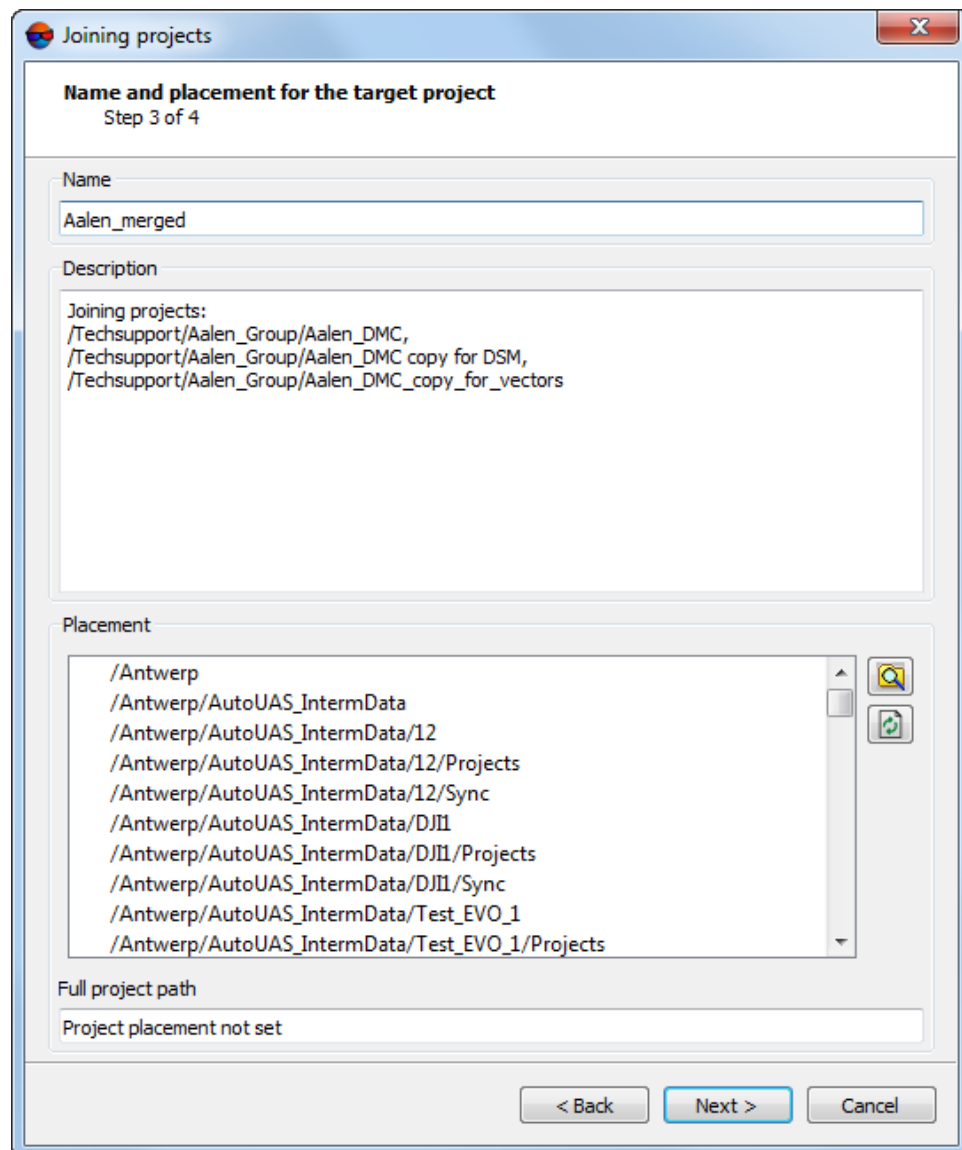 Joining projects
Name and placement for the target project
Step 3 of 4
Name
Aalen_merged
Description
Joining projects:
/Techsupport/Aalen_Group/Aalen_DMC,
/Techsupport/Aalen_Group/Aalen_DMC copy for DSM,
/Techsupport/Aalen_Group/Aalen_DMC_copy_for_vectors
Placement
/Antwerp
/Antwerp/AutoUAS_IntermData
/Antwerp/AutoUAS_IntermData/12
/Antwerp/AutoUAS_IntermData/12/Projects
/Antwerp/AutoUAS_IntermData/12/Sync
/Antwerp/AutoUAS_IntermData/DJI1
/Antwerp/AutoUAS_IntermData/DJI1/Projects
/Antwerp/AutoUAS_IntermData/DJI1/Sync
/Antwerp/AutoUAS_IntermData/Test_EVO_1
/Antwerp/AutoUAS_IntermData/Test_EVO_1/Projects
Full project path
Project placement not set
< Back Next > Cancel